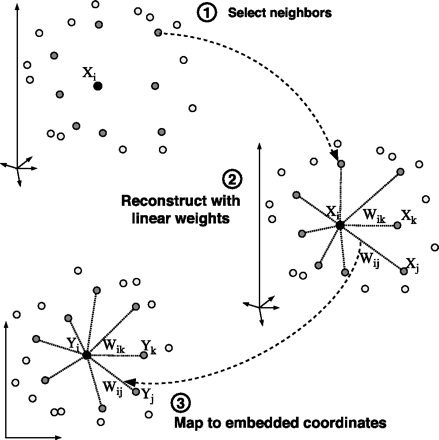 1 Select neighbors
Xi
2
Reconstruct with
linear weights
Xi
Wik Xk
Wij Xj
Yi Wik Yk
Wij Yj
3 Map to embedded coordinates